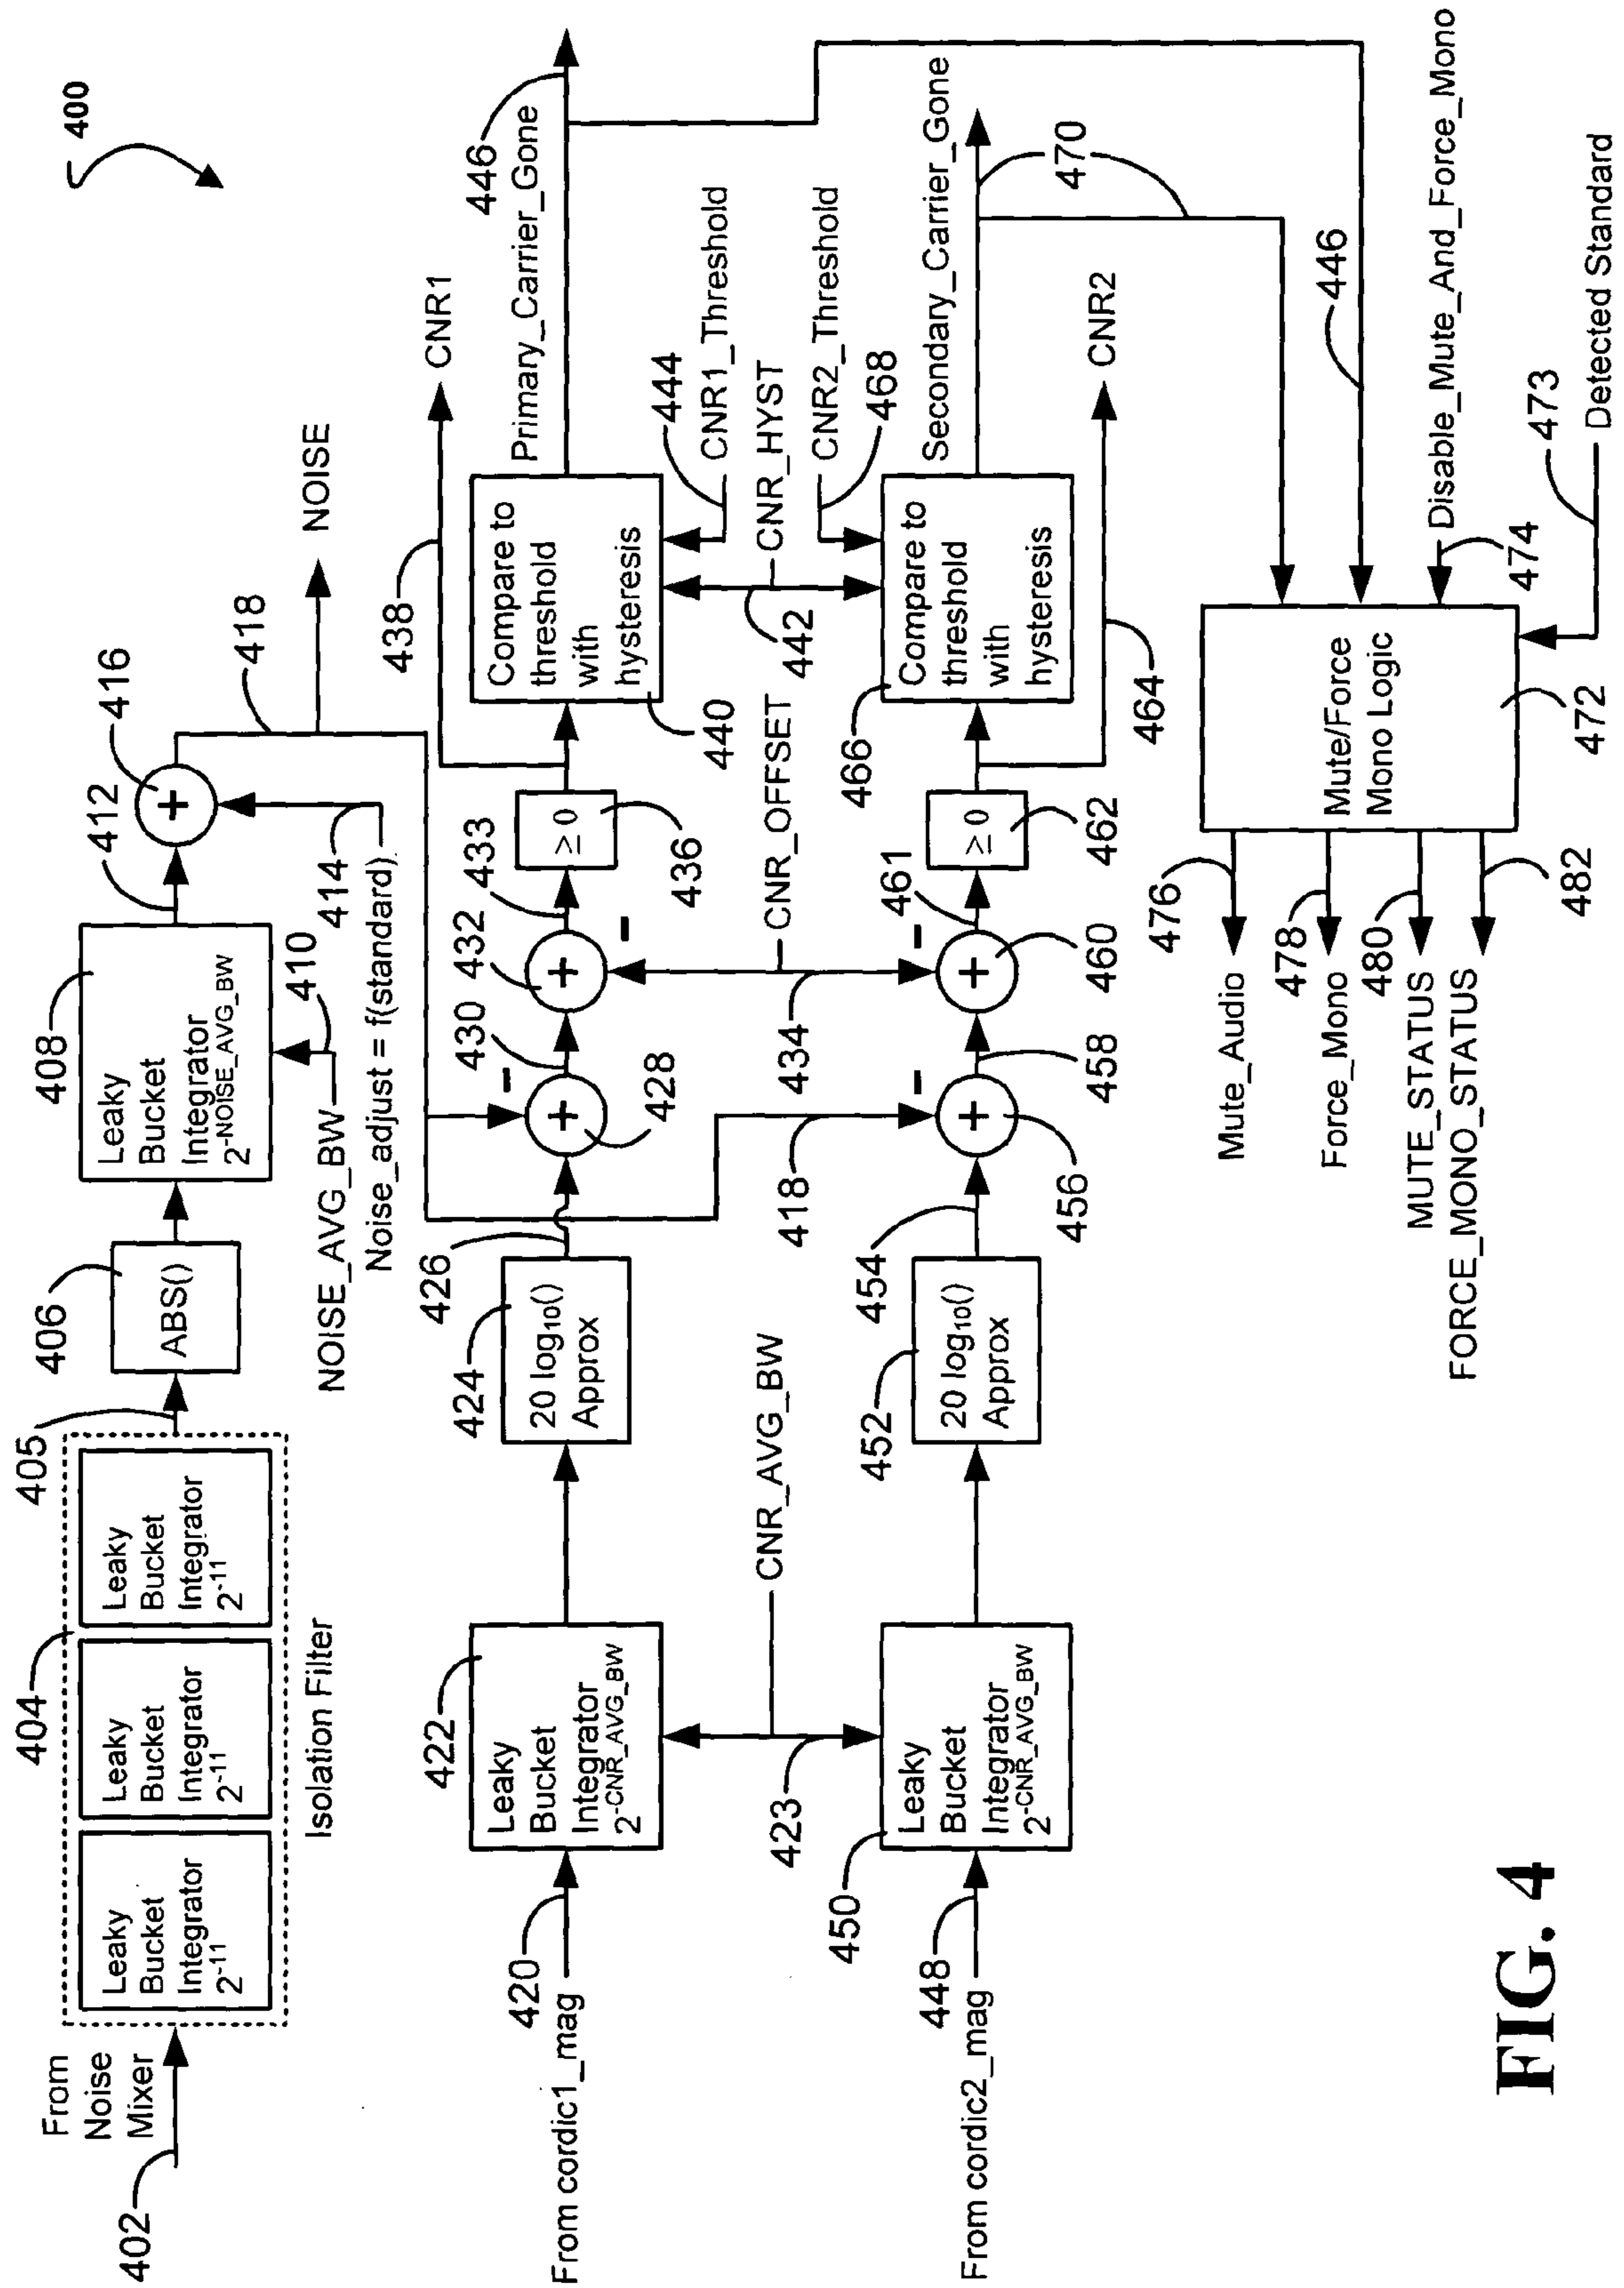 400
From
Noise
Mixer
402
404
Leaky
Bucket
Integrator
2-11
Leaky
Bucket
Integrator
2-11
Leaky
Bucket
Integrator
2-11
Isolation Filter
405
406
ABS()
408
Leaky
Bucket
Integrator
2-NOISE_AVG_BW
410
NOISE_AVG_BW
412
414
Noise_adjust = f(standard)
416
418
NOISE
From cordic1_mag
420
422
Leaky
Bucket
Integrator
2-CNR_AVG_BW
424
20 log10()
Approx
426
428
-
+
430
432
-
+
433
≥ 0
436
438
CNR1
Compare to
threshold
with
hysteresis
440
Primary_Carrier_Gone
446
+
423
CNR_AVG_BW
418
434
CNR_OFFSET
442
CNR_HYST
444
CNR1_Threshold
468
CNR2_Threshold
From cordic2_mag
448
450
Leaky
Bucket
Integrator
2-CNR_AVG_BW
452
20 log10()
Approx
454
456
-
+
458
460
-
+
461
≥ 0
462
464
CNR2
466
Compare to
threshold
with
hysteresis
Secondary_Carrier_Gone
470
446
Mute/Force
Mono Logic
472
Disable_Mute_And_Force_Mono
474
473
Detected Standard
476
Mute_Audio
478
Force_Mono
480
MUTE_STATUS
482
FORCE_MONO_STATUS
FIG. 4